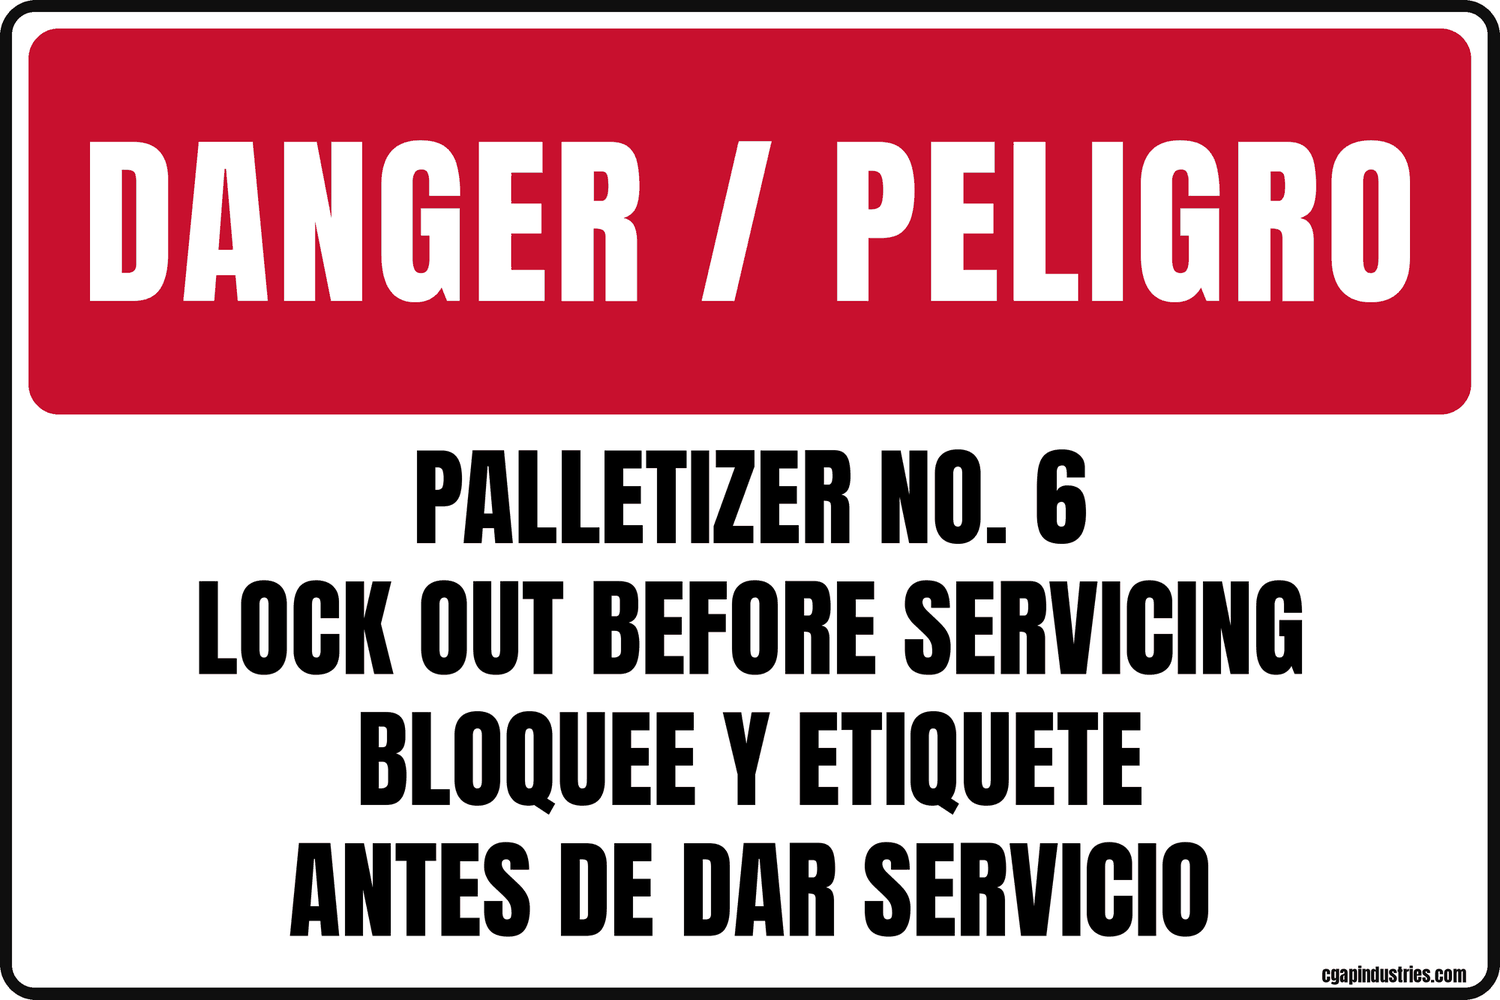 DANGER / PELIGRO
PALLETIZER NO. 6
LOCK OUT BEFORE SERVICING
BLOQUEE Y ETIQUETE
ANTES DE DAR SERVICIO
cgapindustries.com